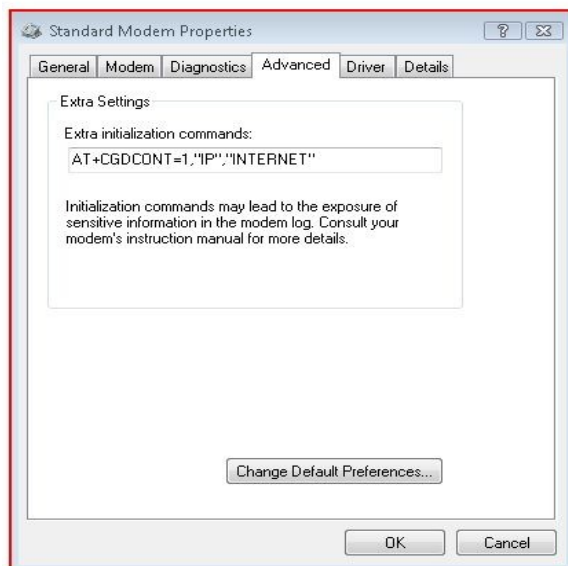 Standard Modem Properties
General Modem Diagnostics Advanced Driver Details
Extra Settings
Extra initialization commands:
AT+CGDCONT=1,"IP","INTERNET"
Initialization commands may lead to the exposure of
sensitive information in the modem log. Consult your
modem's instruction manual for more details.
Change Default Preferences...
OK Cancel